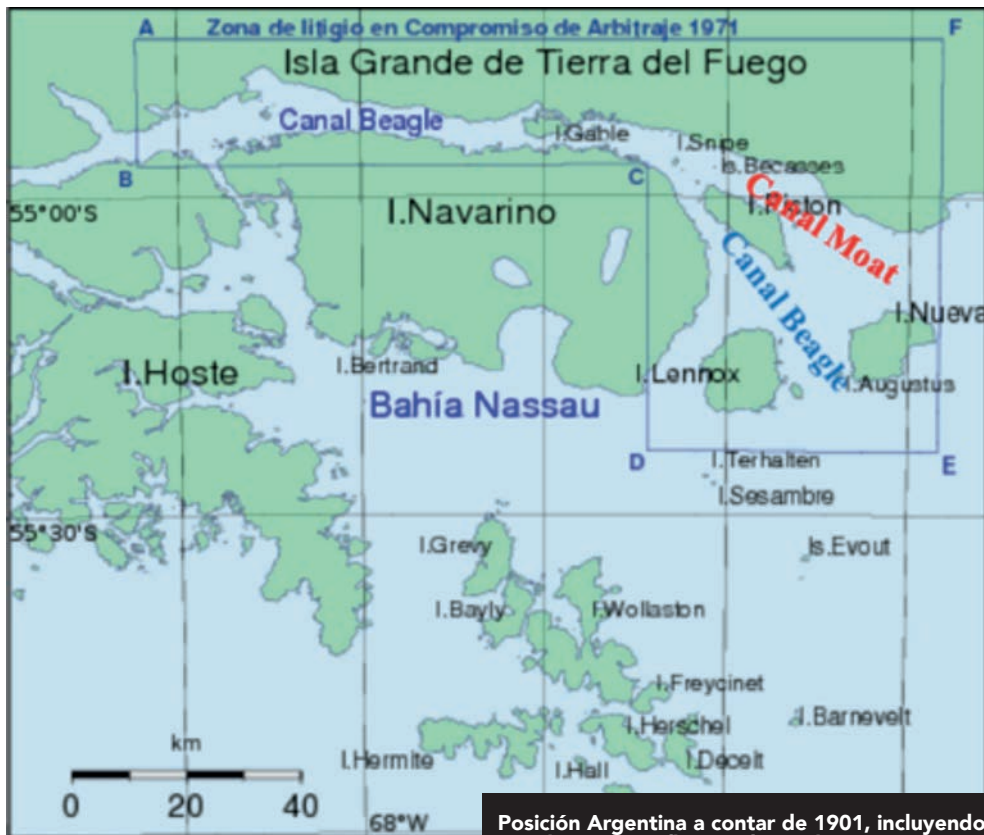 A Zona de litigio en Compromiso de Arbitraje 1971 F
Isla Grande de Tierra del Fuego
Canal Beagle
I.Gable
I.Snipe
Is.Becasses
B
C
Canal Moat
55°00'S
I.Navarino
Canal Beagle
I.Nueva
I.Bertrand
I.Hoste
I.Lennox
I.Augustus
Bahía Nassau
D
E
I.Terhalten
I.Sesambre
55°30'S
I.Grevy
Is.Evout
I.Bayly
I.Wollaston
I.Freycinet
I.Herschel
I.Barnevelt
km
I.Hermite
I.Hall
I.Deceit
0 20 40
68°W
Posición Argentina a contar de 1901, incluyendo